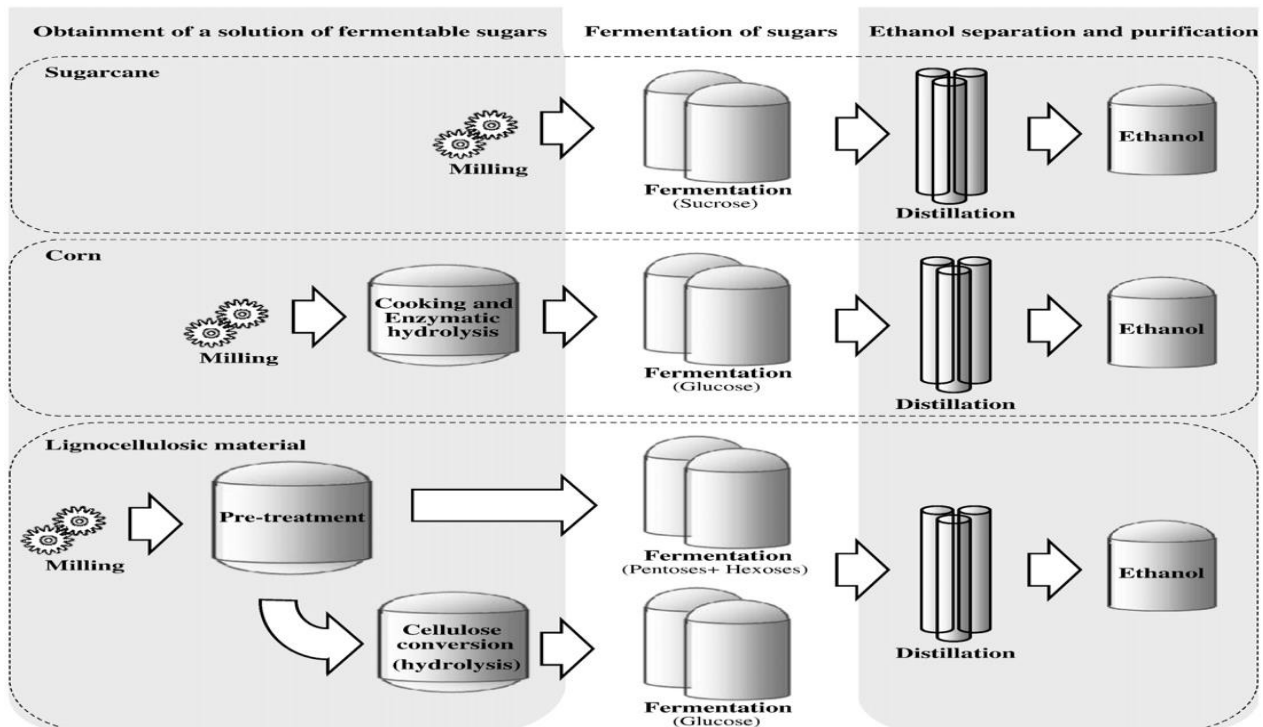 Obtainment of a solution of fermentable sugars
Fermentation of sugars
Ethanol separation and purification
Sugarcane
Milling
Fermentation
(Sucrose)
Distillation
Ethanol
Corn
Milling
Cooking and
Enzymatic
hydrolysis
Fermentation
(Glucose)
Distillation
Ethanol
Lignocellulosic material
Milling
Pre-treatment
Fermentation
(Pentoses+ Hexoses)
Cellulose
conversion
(hydrolysis)
Fermentation
(Glucose)
Distillation
Ethanol